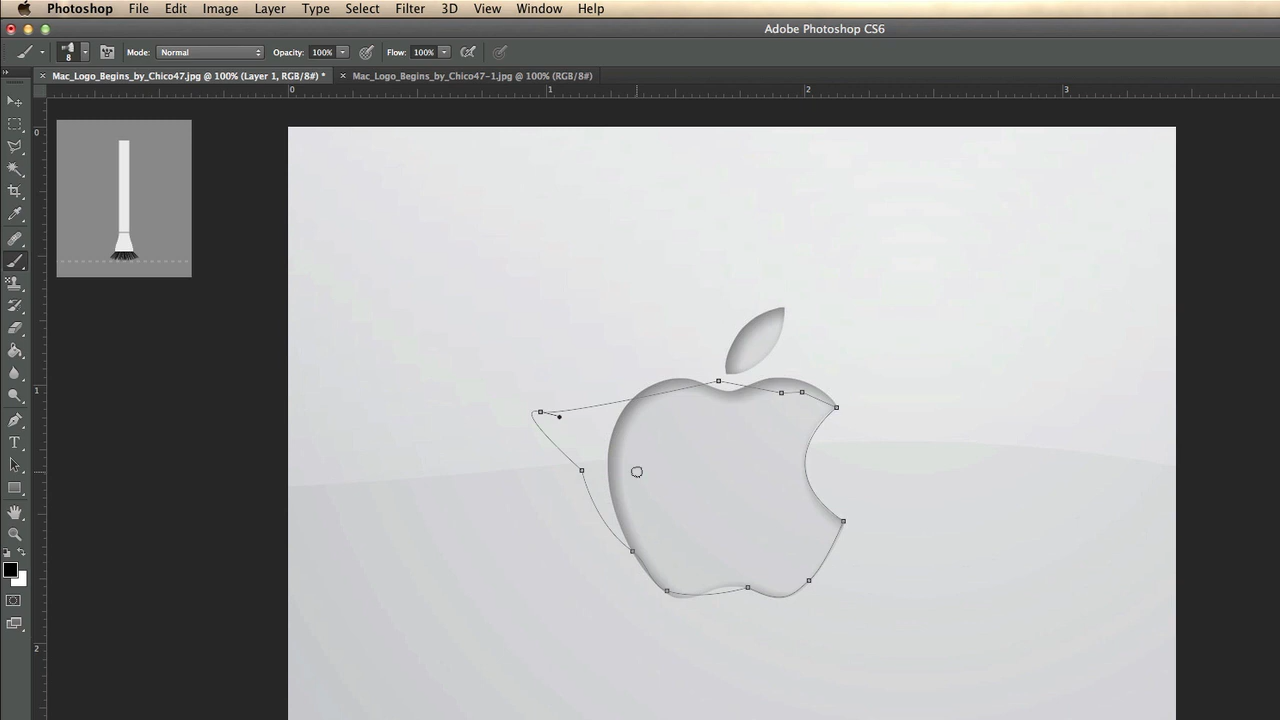 Photoshop File Edit Image Layer Type Select Filter 3D View Window Help
Adobe Photoshop CS6
8 Mode: Normal Opacity: 100% Flow: 100%
Mac_Logo_Begins_by_Chico47.jpg @ 100% (Layer 1, RGB/8#) * Mac_Logo_Begins_by_Chico47-1.jpg @ 100% (RGB/8#)
0 1 2 3
0
1
2